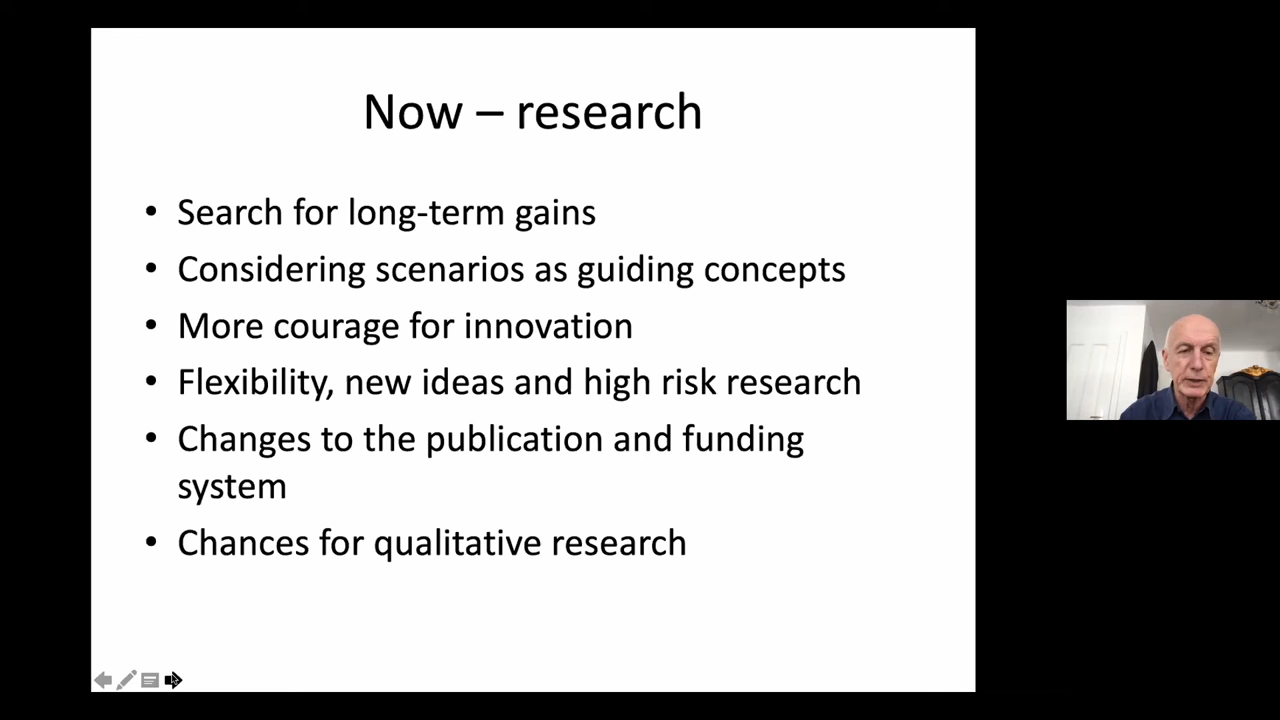 Now – research
• Search for long-term gains
• Considering scenarios as guiding concepts
• More courage for innovation
• Flexibility, new ideas and high risk research
• Changes to the publication and funding
system
• Chances for qualitative research